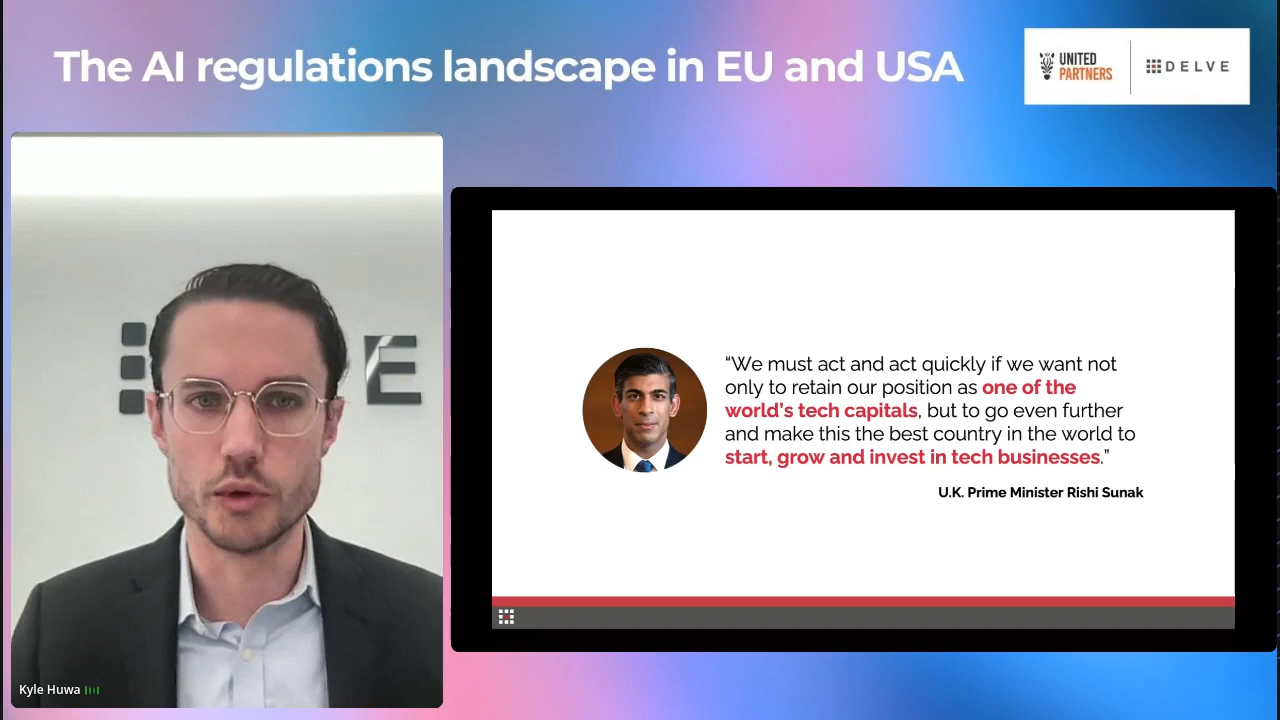 The AI regulations landscape in EU and USA
UNITED
PARTNERS
DELVE
E
“We must act and act quickly if we want not
only to retain our position as one of the
world’s tech capitals, but to go even further
and make this the best country in the world to
start, grow and invest in tech businesses.”
U.K. Prime Minister Rishi Sunak
Kyle Huwa